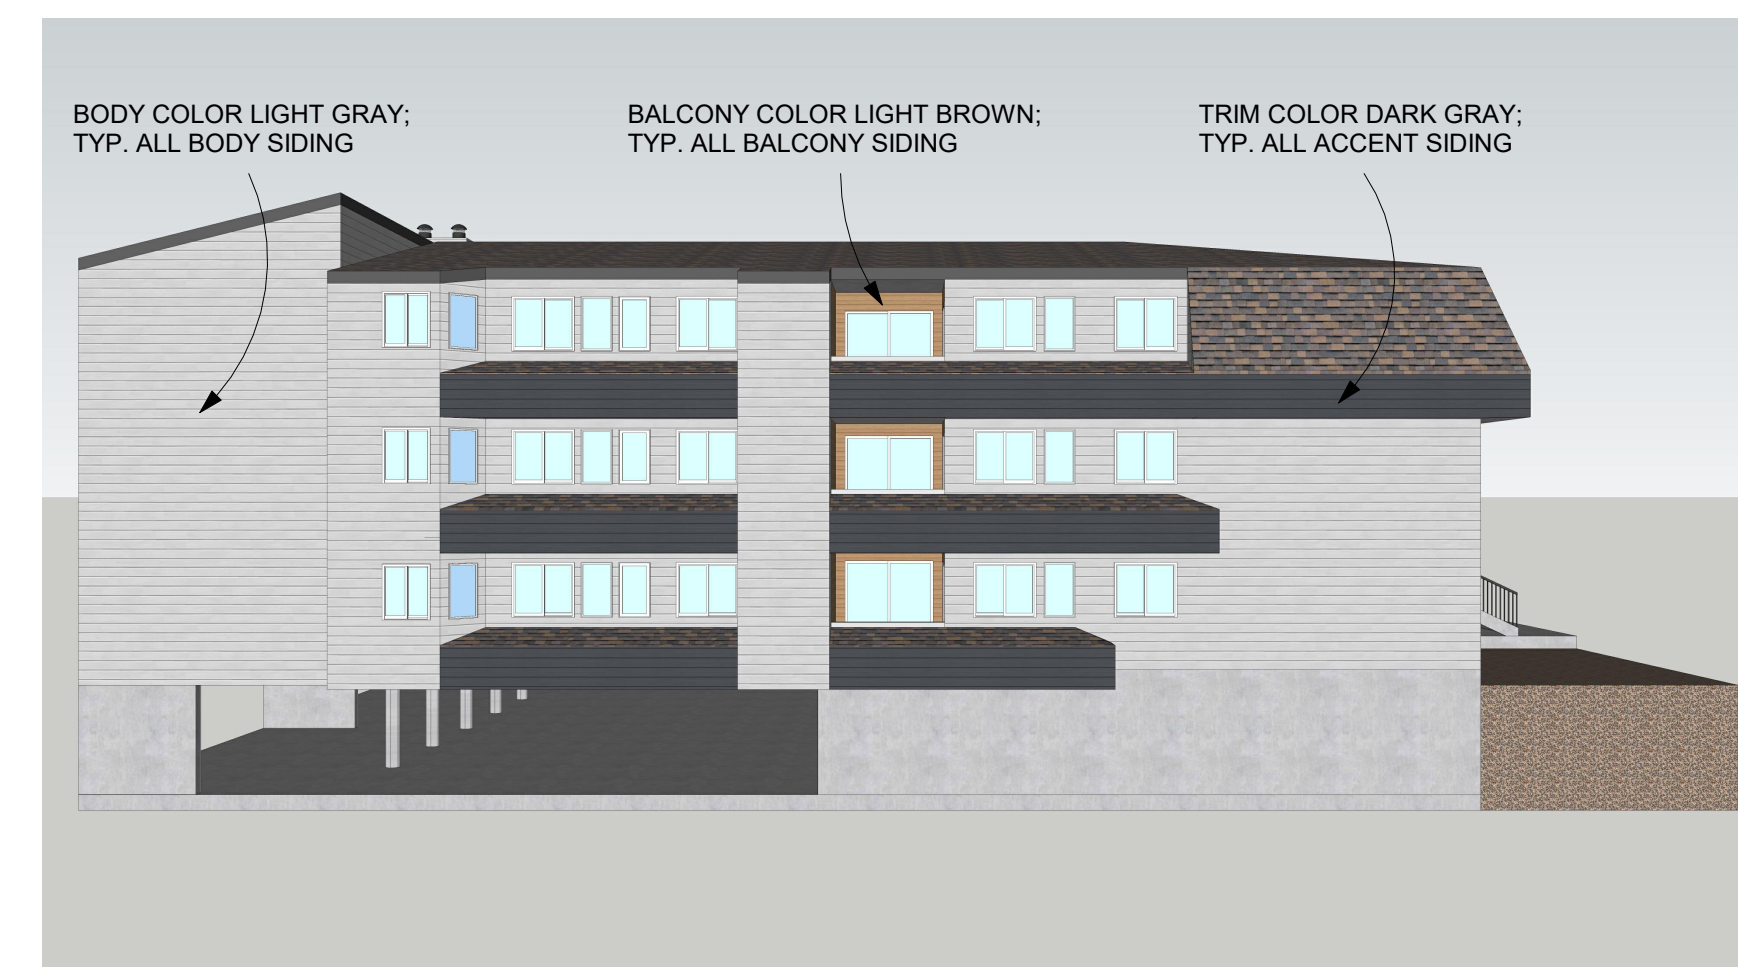 BODY COLOR LIGHT GRAY;
TYP. ALL BODY SIDING
BALCONY COLOR LIGHT BROWN;
TYP. ALL BALCONY SIDING
TRIM COLOR DARK GRAY;
TYP. ALL ACCENT SIDING